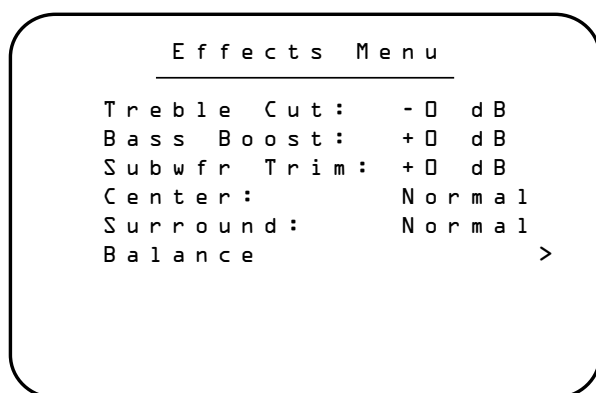 Effects Menu
Treble Cut: -0 dB
Bass Boost: +0 dB
Subwfr Trim: +0 dB
Center: Normal
Surround: Normal
Balance >